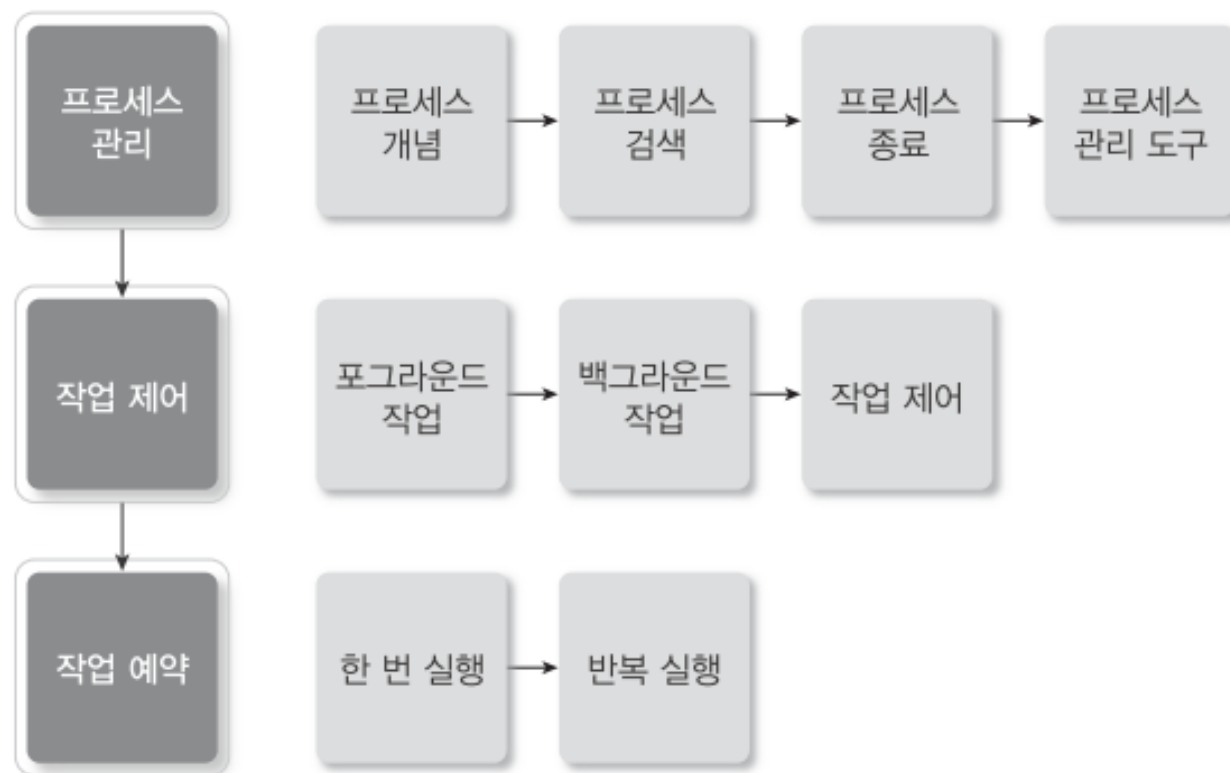 프로세스
관리
프로세스
개념
프로세스
검색
프로세스
종료
프로세스
관리 도구
작업 제어
포그라운드
작업
백그라운드
작업
작업 제어
작업 예약
한 번 실행
반복 실행